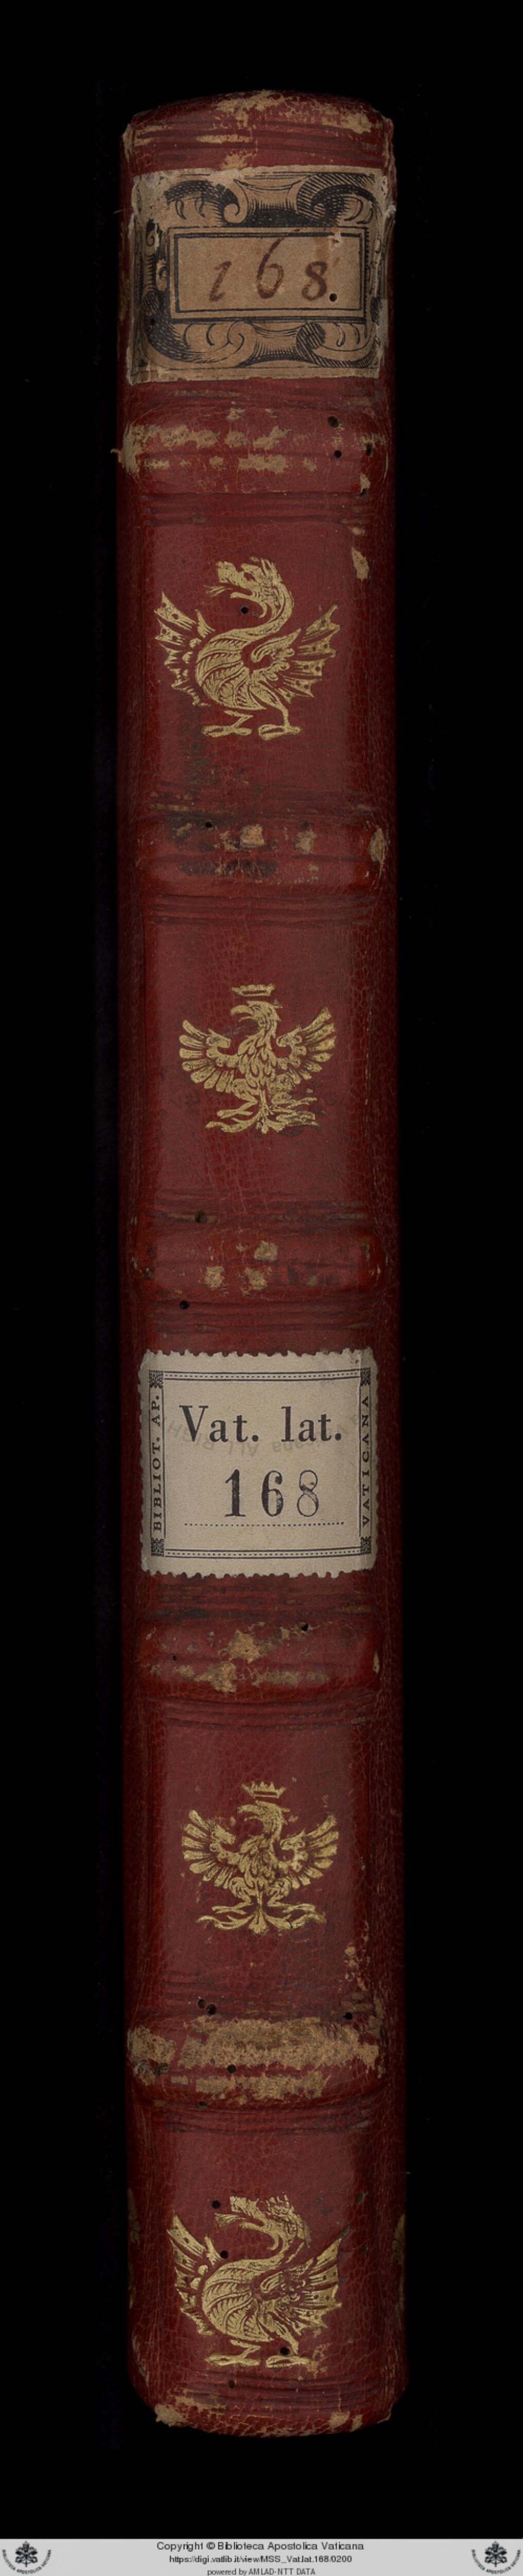 168
BIBLIOT. AP.
VATICANA
Vat. lat.
168
Copyright © Biblioteca Apostolica Vaticana
https://digi.vatlib.it/view/MSS_Vat.lat.168/0200
powered by AMLAD-NTT DATA